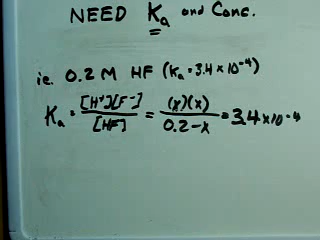 NEED Ka and Conc.
ie. 0.2 M HF (Ka = 3.4 × 10⁻⁴)
Ka = [H⁺][F⁻] / [HF] = (x)(x) / 0.2-x = 3.4 × 10⁻⁴